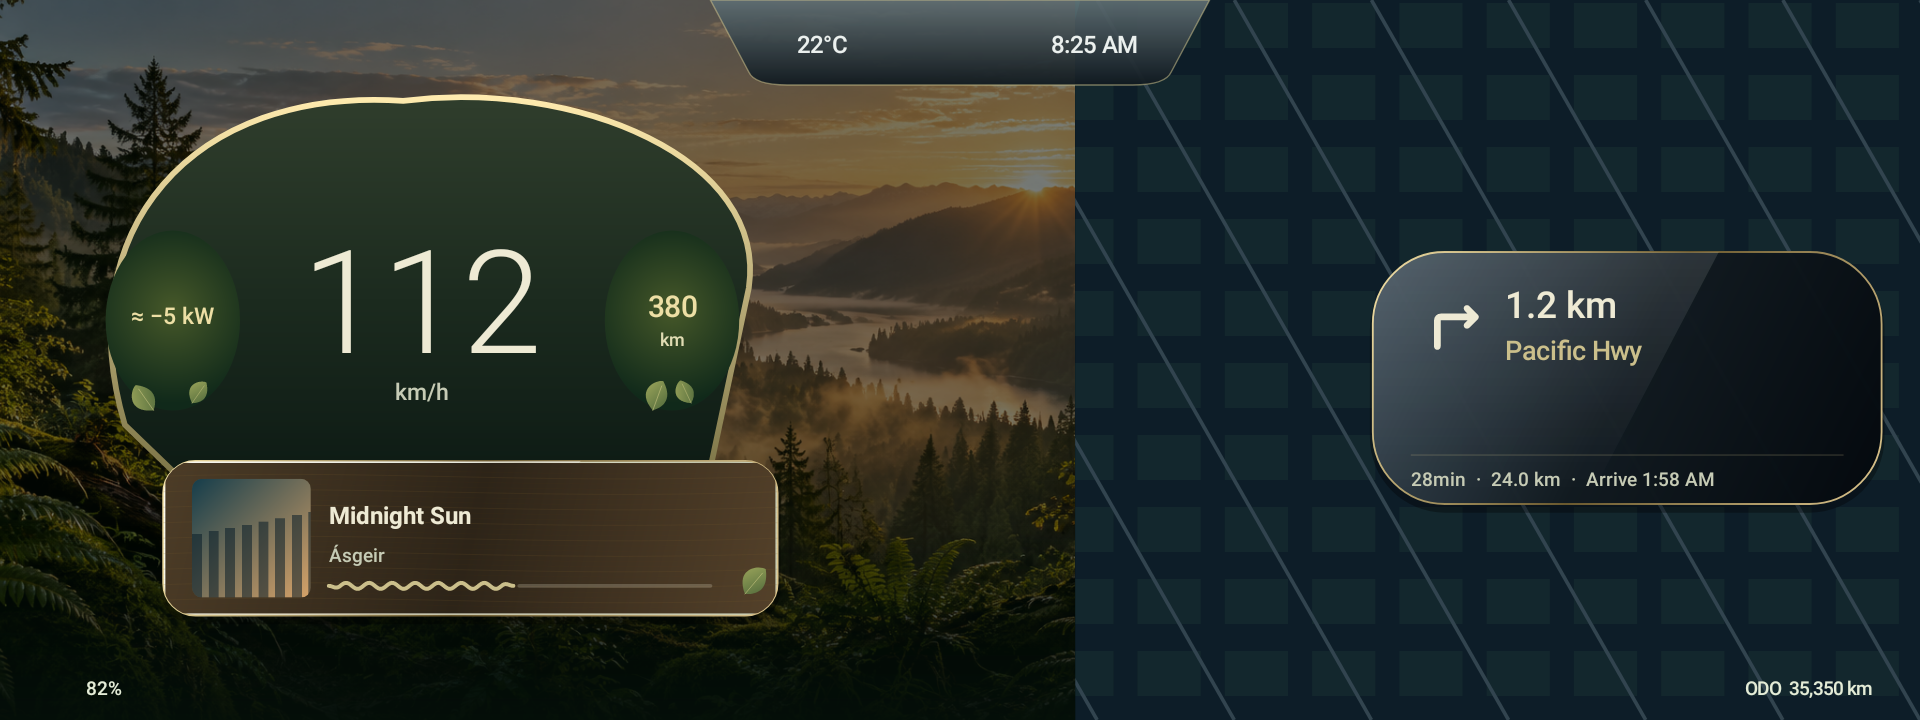 22°C
8:25 AM
≈ −5 kW
112
km/h
380
km
1.2 km
Pacific Hwy
28min · 24.0 km · Arrive 1:58 AM
Midnight Sun
Ásgeir
82%
ODO 35,350 km